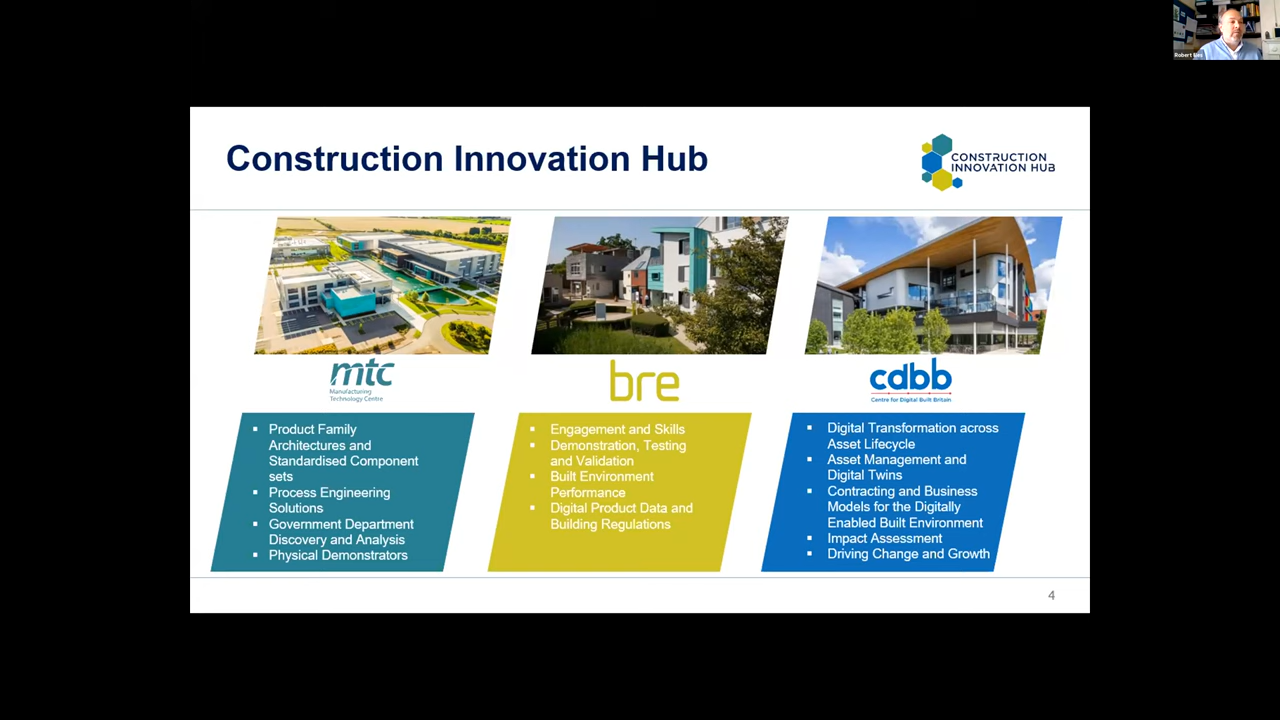 Robert
Construction Innovation Hub
CONSTRUCTION
INNOVATION HUB
mtc
Manufacturing
Technology Centre
bre
cdbb
Centre for Digital Built Britain
▪ Product Family
Architectures and
Standardised Component
sets
▪ Process Engineering
Solutions
▪ Government Department
Discovery and Analysis
▪ Physical Demonstrators
▪ Engagement and Skills
▪ Demonstration, Testing
and Validation
▪ Built Environment
Performance
▪ Digital Product Data and
Building Regulations
▪ Digital Transformation across
Asset Lifecycle
▪ Asset Management and
Digital Twins
▪ Contracting and Business
Models for the Digitally
Enabled Built Environment
▪ Impact Assessment
▪ Driving Change and Growth
4